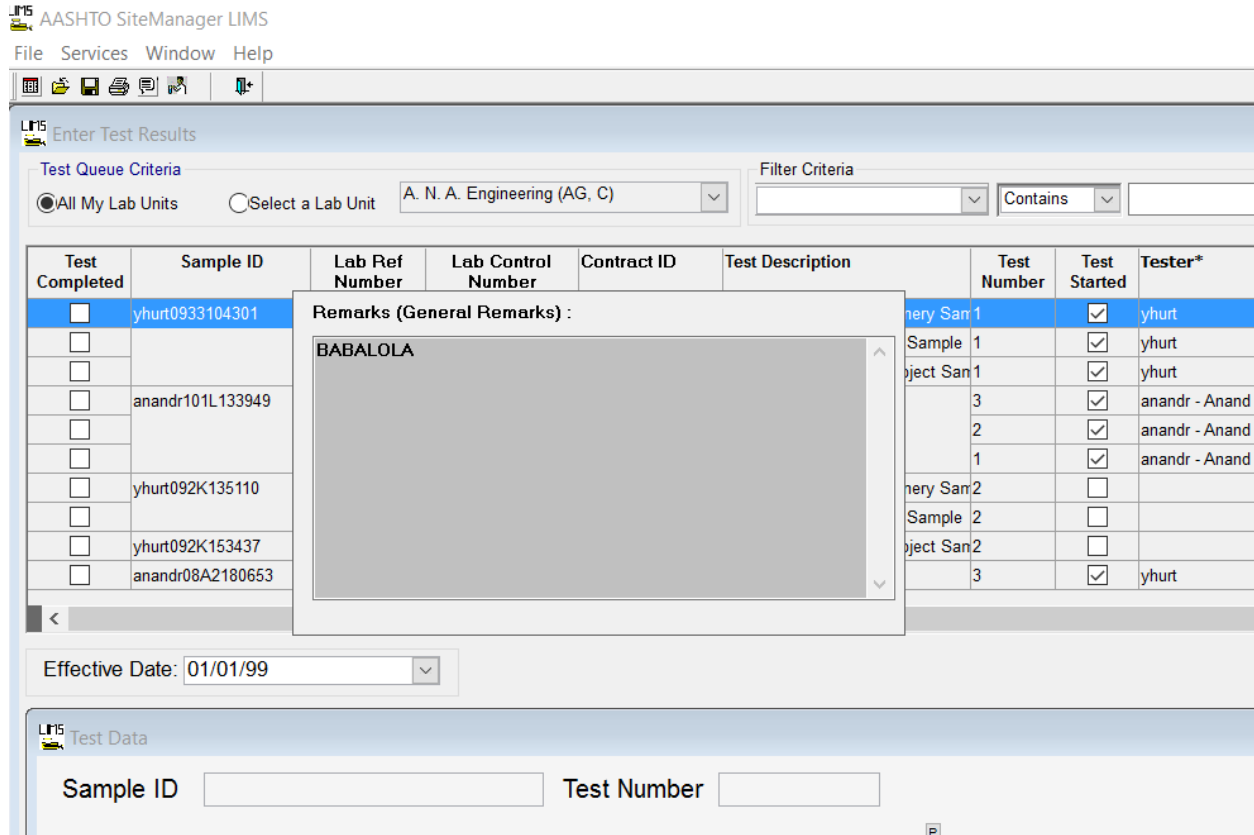 LIMS AASHTO SiteManager LIMS
File Services Window Help
LIMS Enter Test Results
Test Queue Criteria Filter Criteria
All My Lab Units Select a Lab Unit A. N. A. Engineering (AG, C) Contains
Test Completed Sample ID Lab Ref Number Lab Control Number Contract ID Test Description Test Number Test Started Tester*
Remarks (General Remarks) :
BABALOLA
yhurt0933104301 nery Sam 1 yhurt
Sample 1 yhurt
oject San 1 yhurt
anandr101L133949 3 anandr - Anand
2 anandr - Anand
1 anandr - Anand
yhurt092K135110 nery Sam 2
Sample 2
yhurt092K153437 oject San 2
anandr08A2180653 3 yhurt
Effective Date: 01/01/99
LIMS Test Data
Sample ID Test Number
P